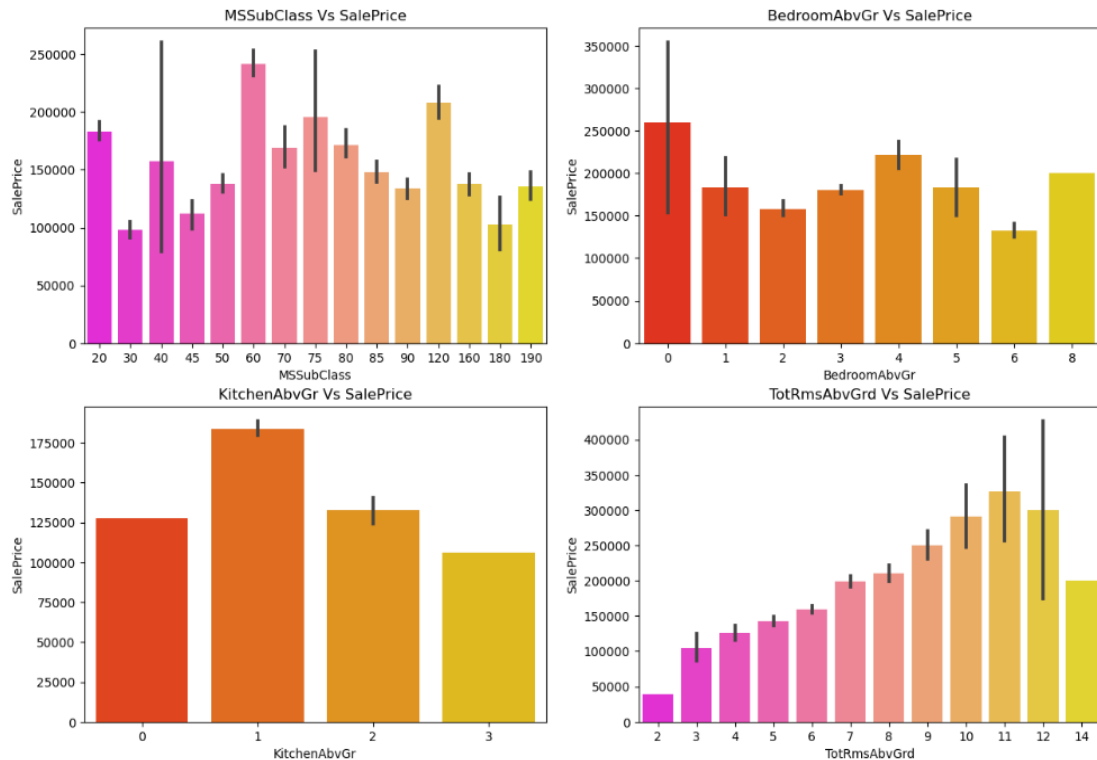 MSSubClass Vs SalePrice
SalePrice
250000
200000
150000
100000
50000
0
20 30 40 45 50 60 70 75 80 85 90 120 160 180 190
MSSubClass
BedroomAbvGr Vs SalePrice
SalePrice
350000
300000
250000
200000
150000
100000
50000
0
0 1 2 3 4 5 6 8
BedroomAbvGr
KitchenAbvGr Vs SalePrice
SalePrice
175000
150000
125000
100000
75000
50000
25000
0
0 1 2 3
KitchenAbvGr
TotRmsAbvGrd Vs SalePrice
SalePrice
400000
350000
300000
250000
200000
150000
100000
50000
0
2 3 4 5 6 7 8 9 10 11 12 14
TotRmsAbvGrd